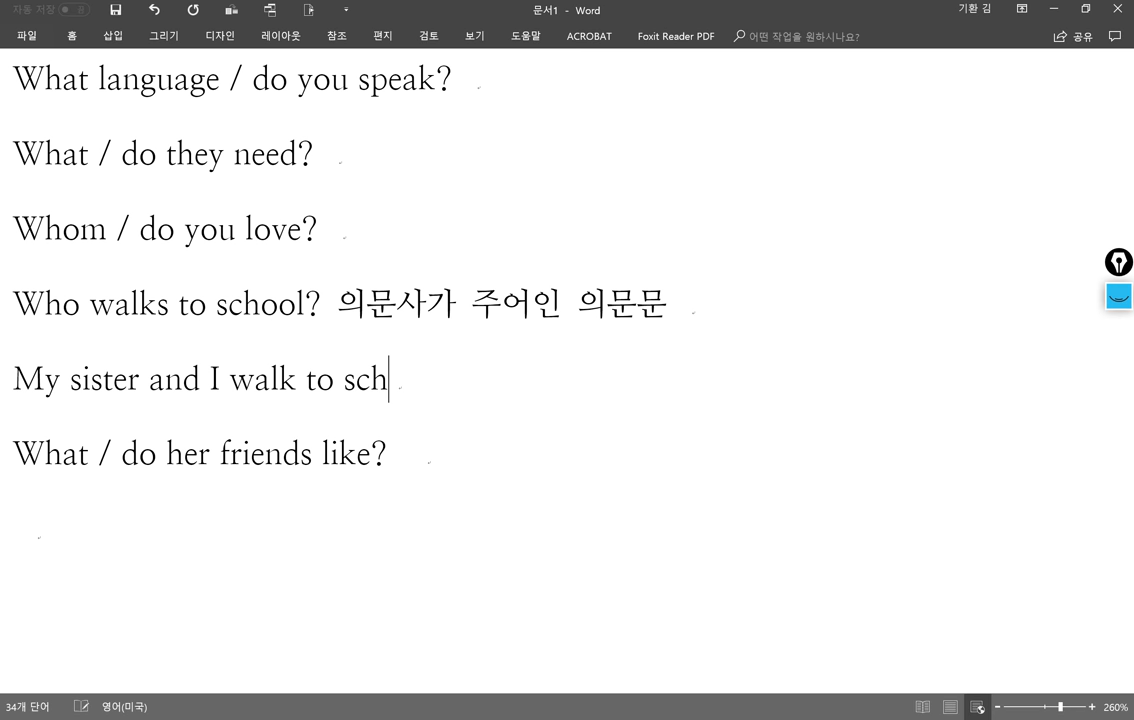 자동 저장
문서1 - Word
기환 김
파일 홈 삽입 그리기 디자인 레이아웃 참조 편지 검토 보기 도움말 ACROBAT Foxit Reader PDF 어떤 작업을 원하시나요? 공유
What language / do you speak?
What / do they need?
Whom / do you love?
Who walks to school? 의문사가 주어인 의문문
My sister and I walk to sch
What / do her friends like?
34개 단어 영어(미국) 260%